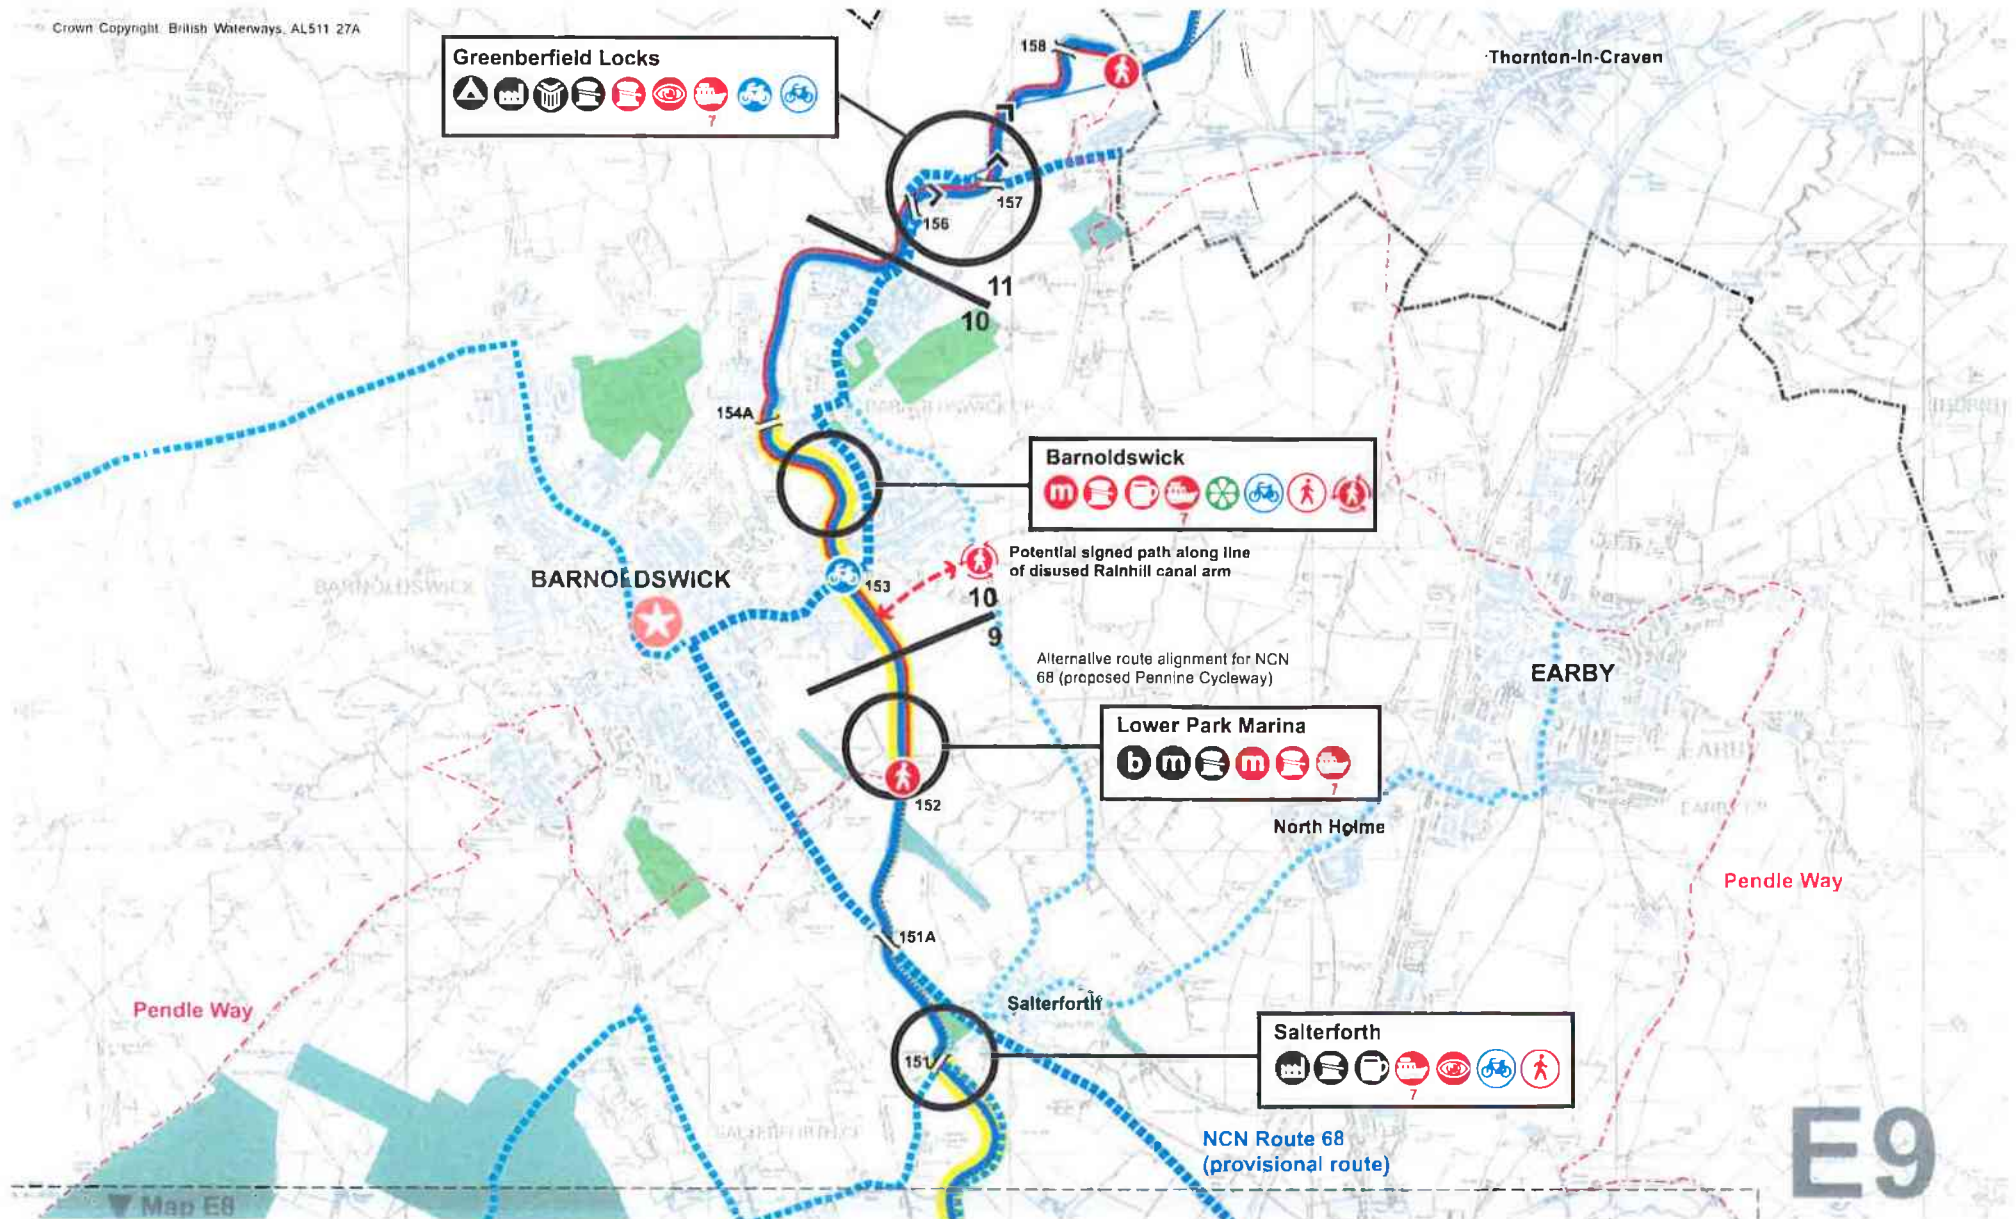 Crown Copyright. British Waterways. AL511 27A
Greenberfield Locks
7
158
Thornton-In-Craven
157
156
11
10
154A
BARNOLDSWICK
Barnoldswick
m
7
Potential signed path along line
of disused Rainhill canal arm
BARNOLDSWICK
BARNOLDSWICK
153
10
9
Alternative route alignment for NCN
68 (proposed Pennine Cycleway)
EARBY
Lower Park Marina
b m m
7
152
North Holme
Pendle Way
151A
Pendle Way
Salterforth
151
Salterforth
7
NCN Route 68
(provisional route)
E9
▼ Map E8